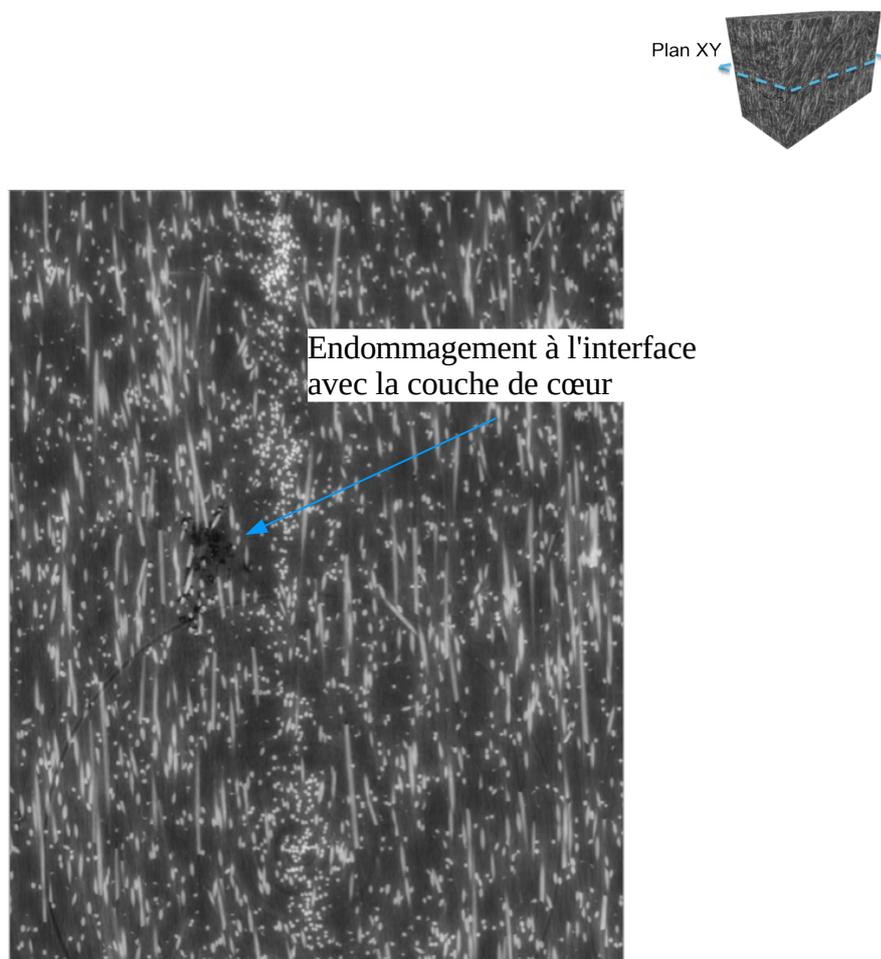 Plan XY
Endommagement à l'interface
avec la couche de cœur